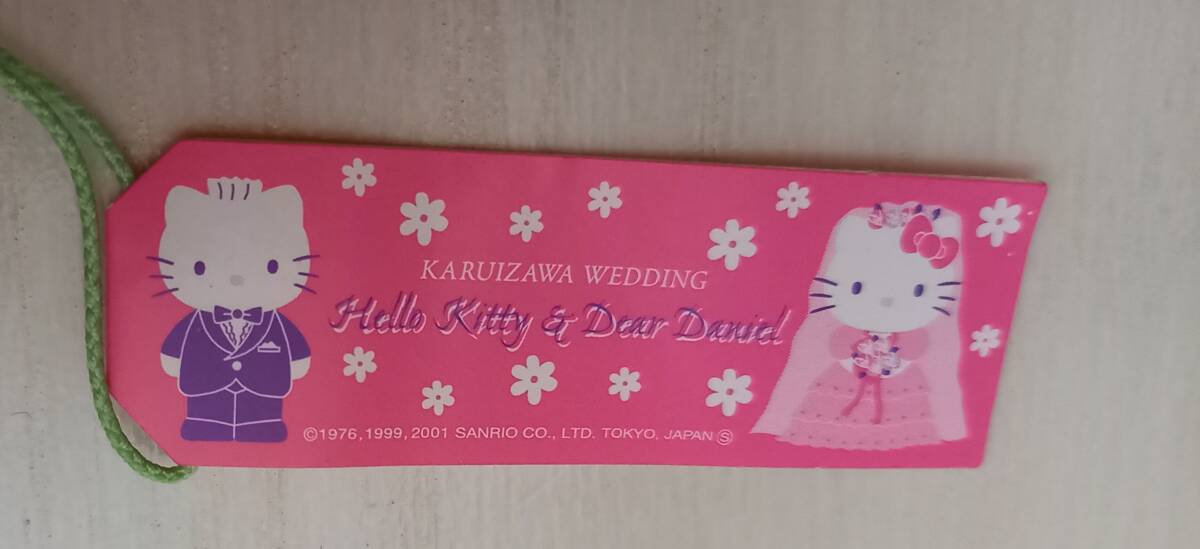 KARUIZAWA WEDDING
Hello Kitty & Dear Daniel
©1976,1999,2001 SANRIO CO., LTD. TOKYO, JAPAN Ⓢ